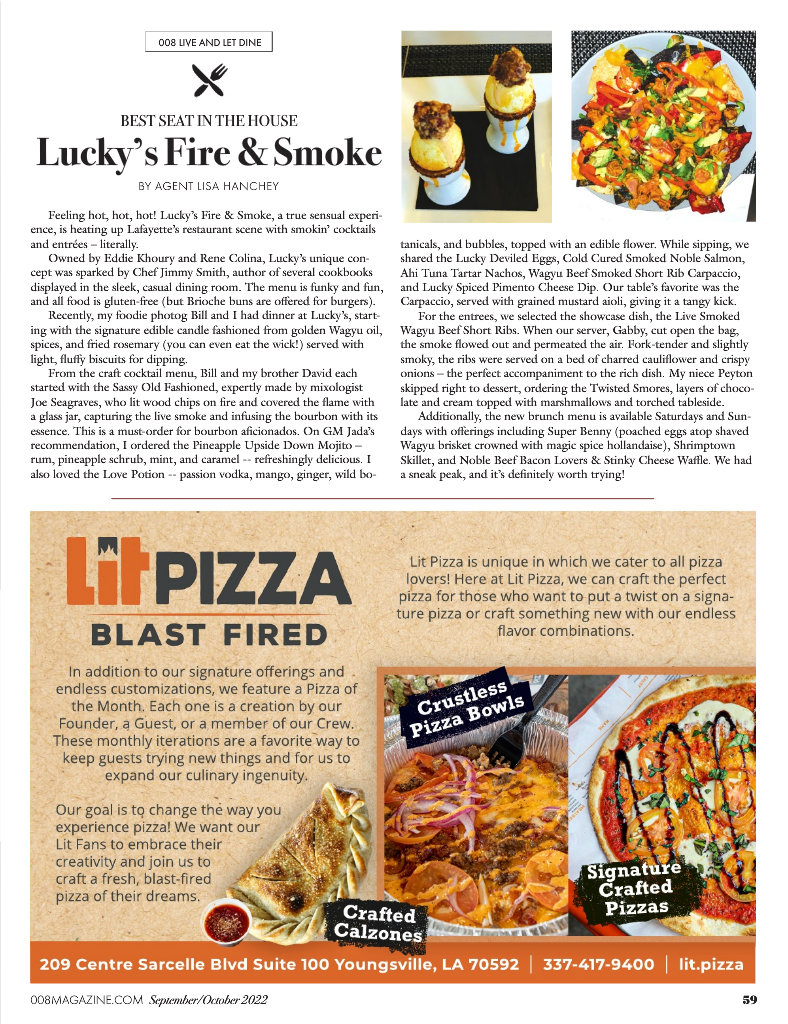 008 LIVE AND LET DINE
BEST SEAT IN THE HOUSE
Lucky's Fire & Smoke
BY AGENT LISA HANCHEY
Feeling hot, hot, hot! Lucky's Fire & Smoke, a true sensual experi-
ence, is heating up Lafayette's restaurant scene with smokin' cocktails
and entrées – literally.
Owned by Eddie Khoury and Rene Colina, Lucky's unique con-
cept was sparked by Chef Jimmy Smith, author of several cookbooks
displayed in the sleek, casual dining room. The menu is funky and fun,
and all food is gluten-free (but Brioche buns are offered for burgers).
Recently, my foodie photog Bill and I had dinner at Lucky's, start-
ing with the signature edible candle fashioned from golden Wagyu oil,
spices, and fried rosemary (you can even eat the wick!) served with
light, fluffy biscuits for dipping.
From the craft cocktail menu, Bill and my brother David each
started with the Sassy Old Fashioned, expertly made by mixologist
Joe Seagraves, who lit wood chips on fire and covered the flame with
a glass jar, capturing the live smoke and infusing the bourbon with its
essence. This is a must-order for bourbon aficionados. On GM Jada's
recommendation, I ordered the Pineapple Upside Down Mojito –
rum, pineapple schrub, mint, and caramel -- refreshingly delicious. I
also loved the Love Potion -- passion vodka, mango, ginger, wild bo-
tanicals, and bubbles, topped with an edible flower. While sipping, we
shared the Lucky Deviled Eggs, Cold Cured Smoked Noble Salmon,
Ahi Tuna Tartar Nachos, Wagyu Beef Smoked Short Rib Carpaccio,
and Lucky Spiced Pimento Cheese Dip. Our table's favorite was the
Carpaccio, served with grained mustard aioli, giving it a tangy kick.
For the entrees, we selected the showcase dish, the Live Smoked
Wagyu Beef Short Ribs. When our server, Gabby, cut open the bag,
the smoke flowed out and permeated the air. Fork-tender and slightly
smoky, the ribs were served on a bed of charred cauliflower and crispy
onions – the perfect accompaniment to the rich dish. My niece Peyton
skipped right to dessert, ordering the Twisted Smores, layers of choco-
late and cream topped with marshmallows and torched tableside.
Additionally, the new brunch menu is available Saturdays and Sun-
days with offerings including Super Benny (poached eggs atop shaved
Wagyu brisket crowned with magic spice hollandaise), Shrimptown
Skillet, and Noble Beef Bacon Lovers & Stinky Cheese Waffle. We had
a sneak peak, and it's definitely worth trying!
Lit PIZZA
BLAST FIRED
In addition to our signature offerings and
endless customizations, we feature a Pizza of
the Month. Each one is a creation by our
Founder, a Guest, or a member of our Crew.
These monthly iterations are a favorite way to
keep guests trying new things and for us to
expand our culinary ingenuity.
Our goal is to change the way you
experience pizza! We want our
Lit Fans to embrace their
creativity and join us to
craft a fresh, blast-fired
pizza of their dreams.
Lit Pizza is unique in which we cater to all pizza
lovers! Here at Lit Pizza, we can craft the perfect
pizza for those who want to put a twist on a signa-
ture pizza or craft something new with our endless
flavor combinations.
Crustless
Pizza Bowls
Signature
Crafted
Pizzas
Crafted
Calzones
209 Centre Sarcelle Blvd Suite 100 Youngsville, LA 70592 | 337-417-9400 | lit.pizza
008MAGAZINE.COM September/October 2022
59